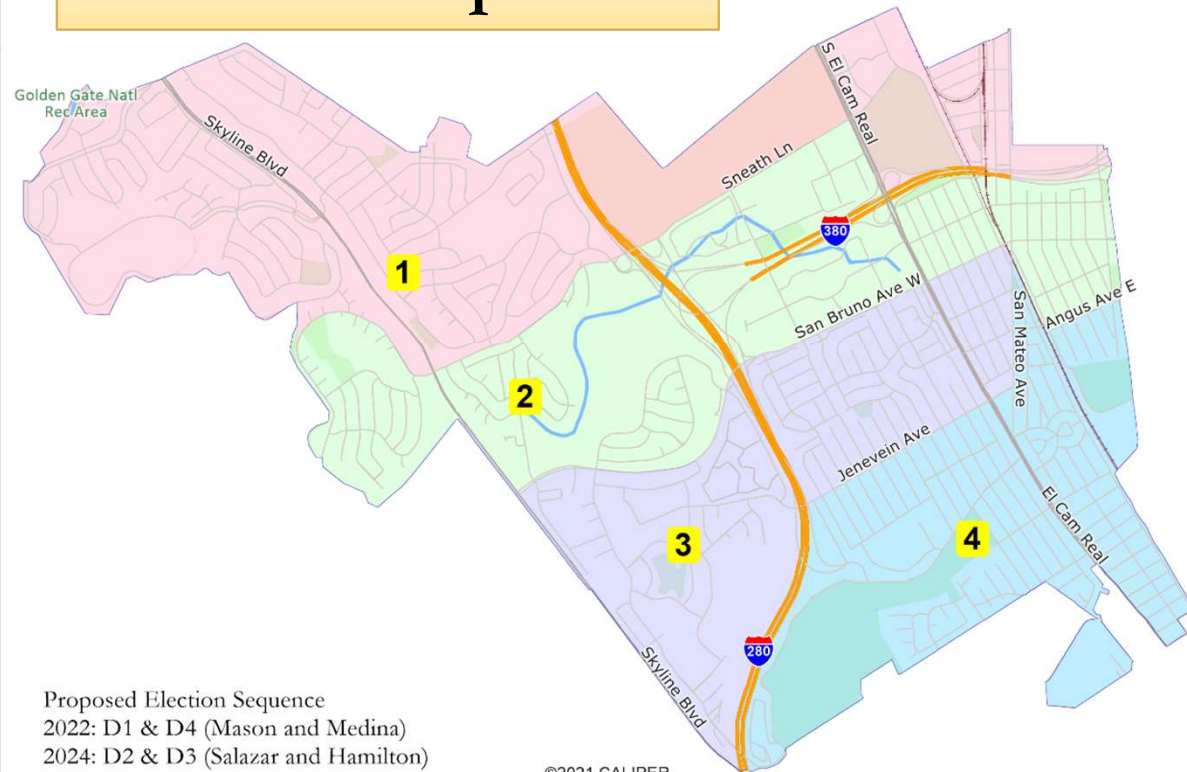 Golden Gate Natl
Rec Area
Skyline Blvd
S El Cam Real
Sneath Ln
380
1
San Bruno Ave W
San Mateo Ave
Angus Ave E
2
Jenevein Ave
3
4
El Cam Real
280
Skyline Blvd
Proposed Election Sequence
2022: D1 & D4 (Mason and Medina)
2024: D2 & D3 (Salazar and Hamilton)
©2021 CALIPER